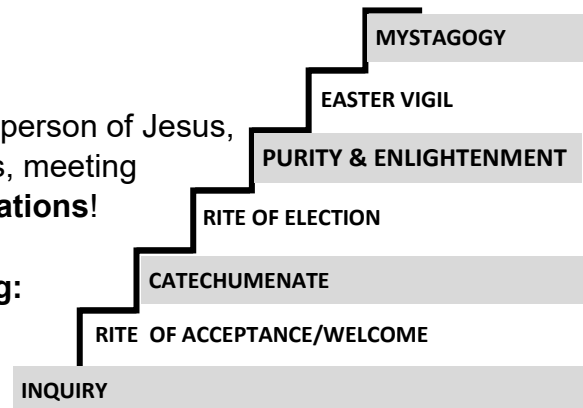 MYSTAGOGY
EASTER VIGIL
person of Jesus,
PURITY & ENLIGHTENMENT
s, meeting
ations!
RITE OF ELECTION
g:
CATECHUMENATE
RITE OF ACCEPTANCE/WELCOME
INQUIRY